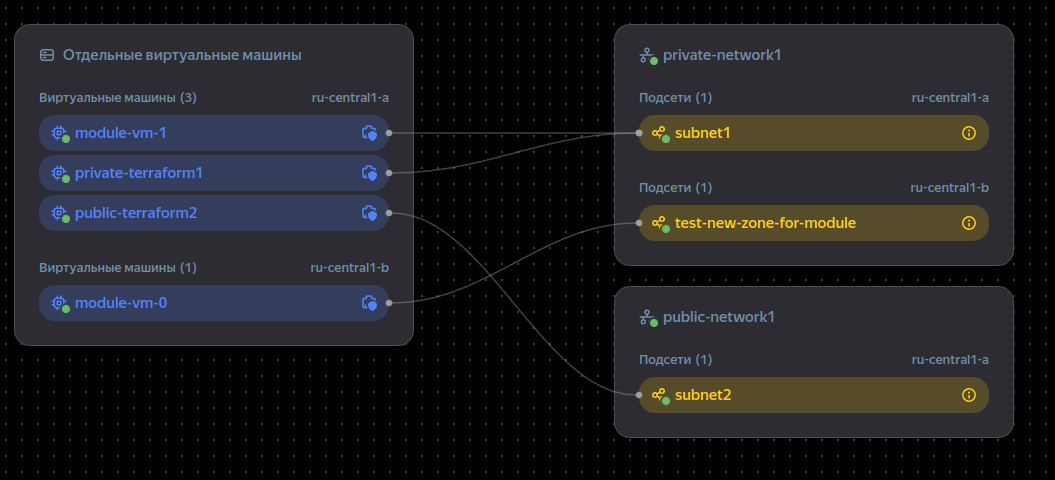 Отдельные виртуальные машины
Виртуальные машины (3) ru-central1-a
module-vm-1
private-terraform1
public-terraform2
Виртуальные машины (1) ru-central1-b
module-vm-0
private-network1
Подсети (1) ru-central1-a
subnet1
Подсети (1) ru-central1-b
test-new-zone-for-module
public-network1
Подсети (1) ru-central1-a
subnet2